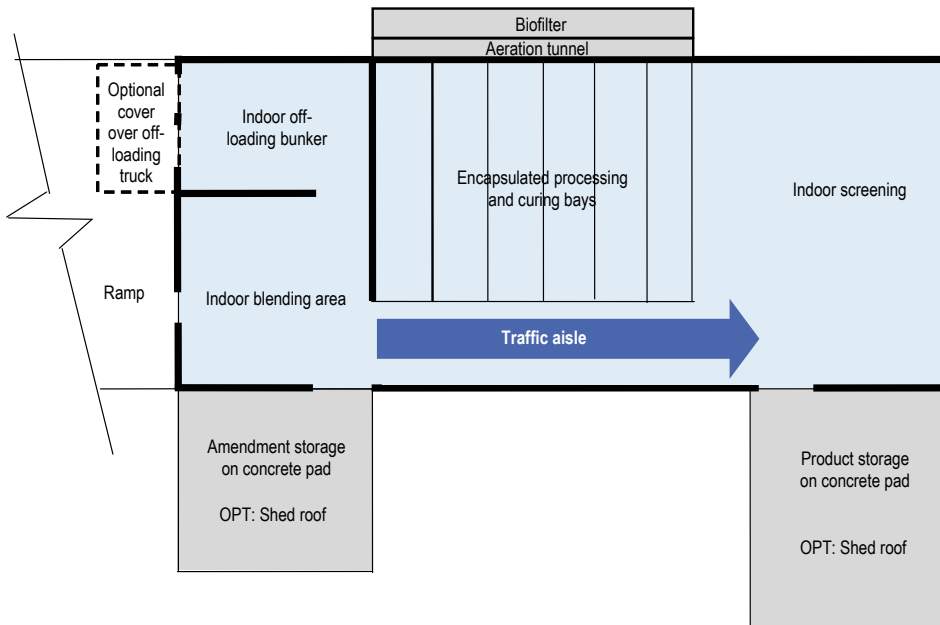 Biofilter
Aeration tunnel
Optional
cover
over off-
loading
truck
Indoor off-
loading bunker
Encapsulated processing
and curing bays
Indoor screening
Ramp
Indoor blending area
Traffic aisle
Amendment storage
on concrete pad
OPT: Shed roof
Product storage
on concrete pad
OPT: Shed roof